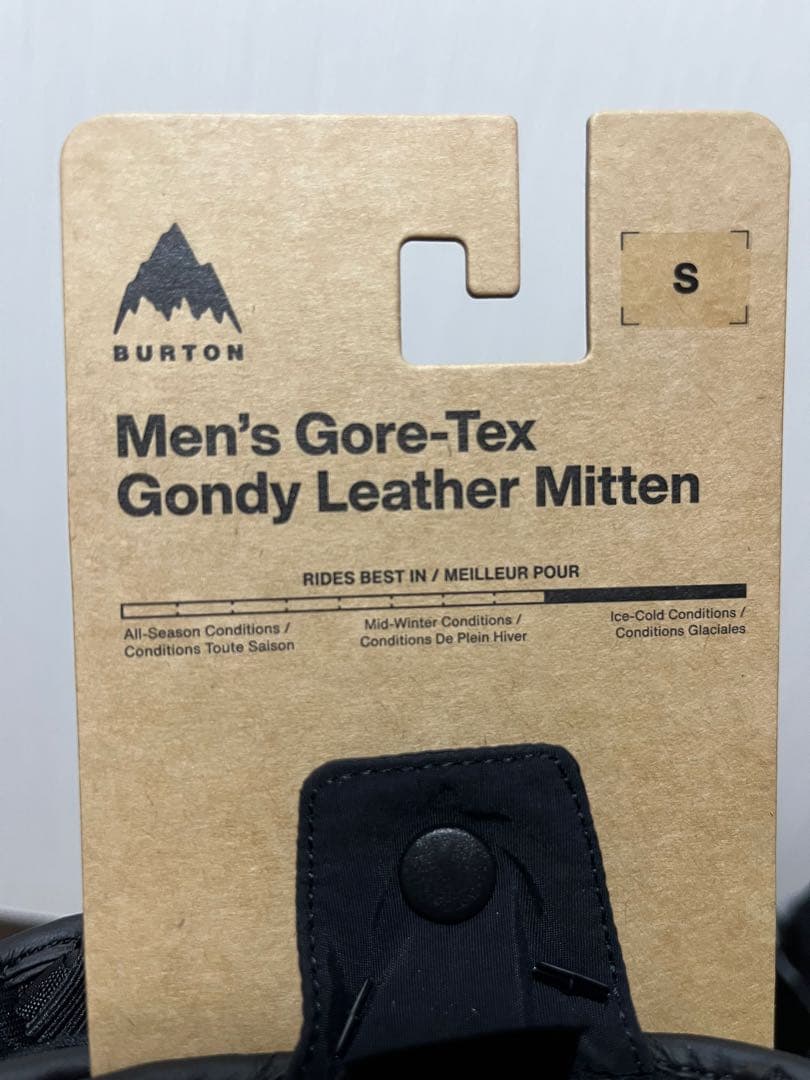 BURTON
S
Men's Gore-Tex
Gondy Leather Mitten
RIDES BEST IN / MEILLEUR POUR
All-Season Conditions /
Conditions Toute Saison
Mid-Winter Conditions /
Conditions De Plein Hiver
Ice-Cold Conditions /
Conditions Glaciales